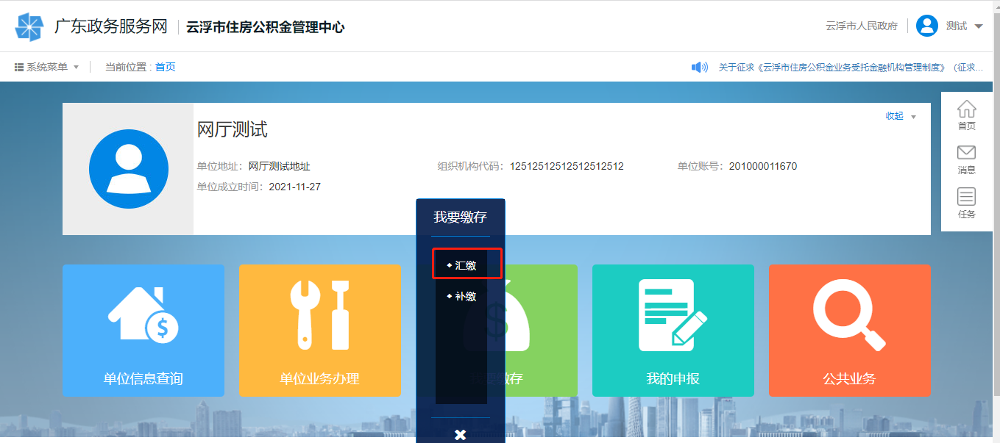 广东政务服务网 云浮市住房公积金管理中心
云浮市人民政府 测试
系统菜单 当前位置 : 首页
关于征求《云浮市住房公积金业务受托金融机构管理制度》（征求...
收起
网厅测试
单位地址： 网厅测试地址 组织机构代码： 12512512512512512512 单位账号： 201000011670
单位成立时间： 2021-11-27
首页
消息
任务
我要缴存
汇缴
补缴
单位信息查询
单位业务办理
缴存
我的申报
公共业务